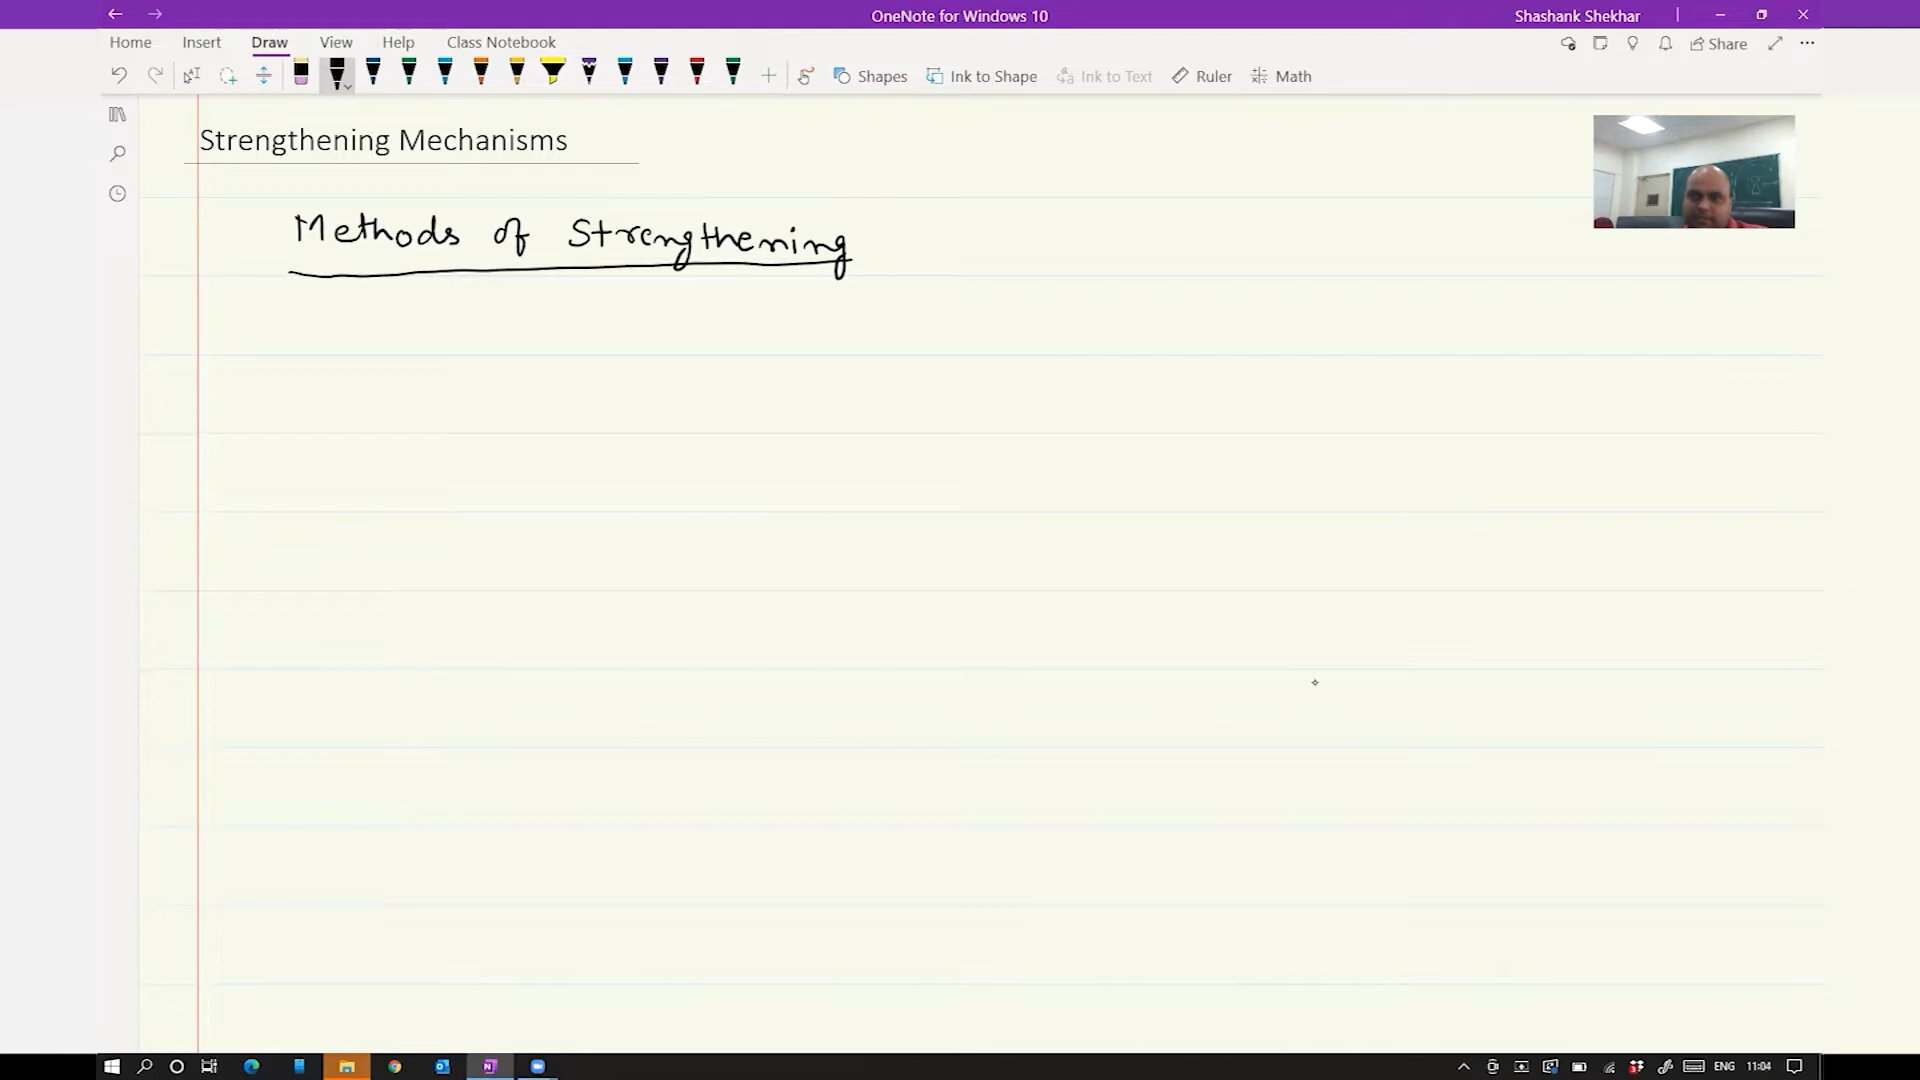 OneNote for Windows 10
Shashank Shekhar
Home Insert Draw View Help Class Notebook
Share
Shapes Ink to Shape Ink to Text Ruler Math
Strengthening Mechanisms
Methods of Strengthening
ENG 11:04